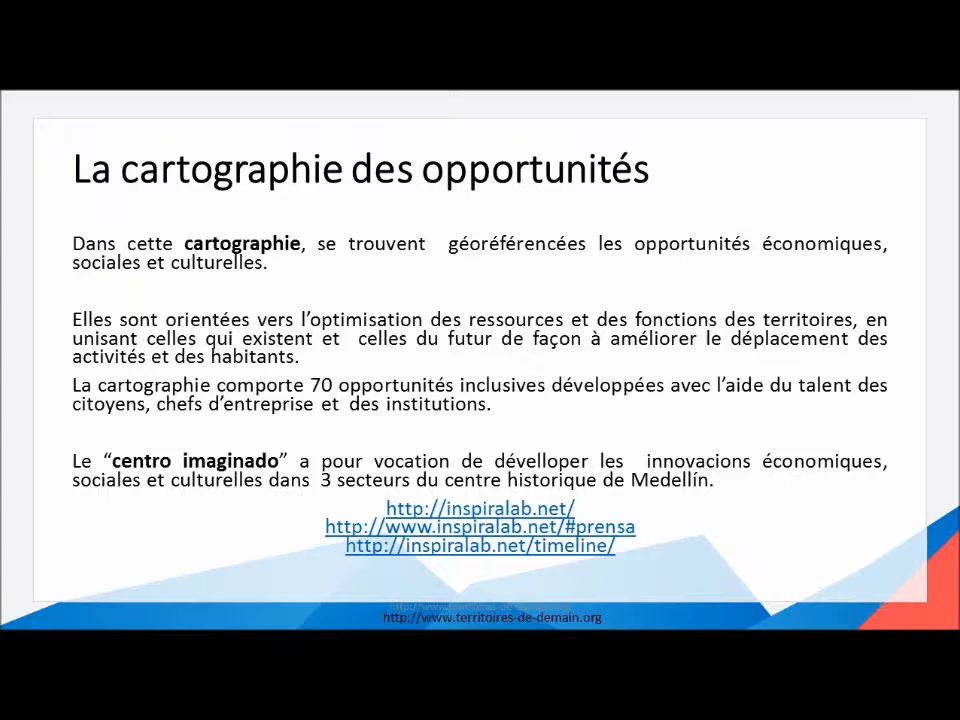 La cartographie des opportunités
Dans cette cartographie, se trouvent géoréférencées les opportunités économiques,
sociales et culturelles.
Elles sont orientées vers l’optimisation des ressources et des fonctions des territoires, en
unisant celles qui existent et celles du futur de façon à améliorer le déplacement des
activités et des habitants.
La cartographie comporte 70 opportunités inclusives développées avec l’aide du talent des
citoyens, chefs d’entreprise et des institutions.
Le “centro imaginado” a pour vocation de dévelloper les innovacions économiques,
sociales et culturelles dans 3 secteurs du centre historique de Medellín.
http://inspiralab.net/
http://www.inspiralab.net/#prensa
http://inspiralab.net/timeline/
http://www.territoires-de-demain.org